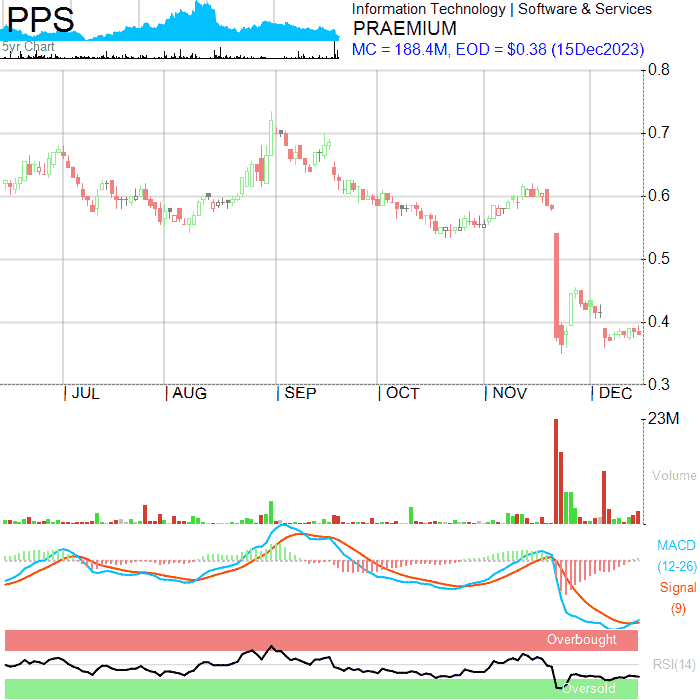 PPS
5yr Chart
Information Technology | Software & Services
PRAEMIUM
MC = 188.4M, EOD = $0.38 (15Dec2023)
0.8
0.7
0.6
0.5
0.4
0.3
JUL AUG SEP OCT NOV DEC
23M
Volume
MACD
(12-26)
Signal
(9)
Overbought
RSI(14)
Oversold